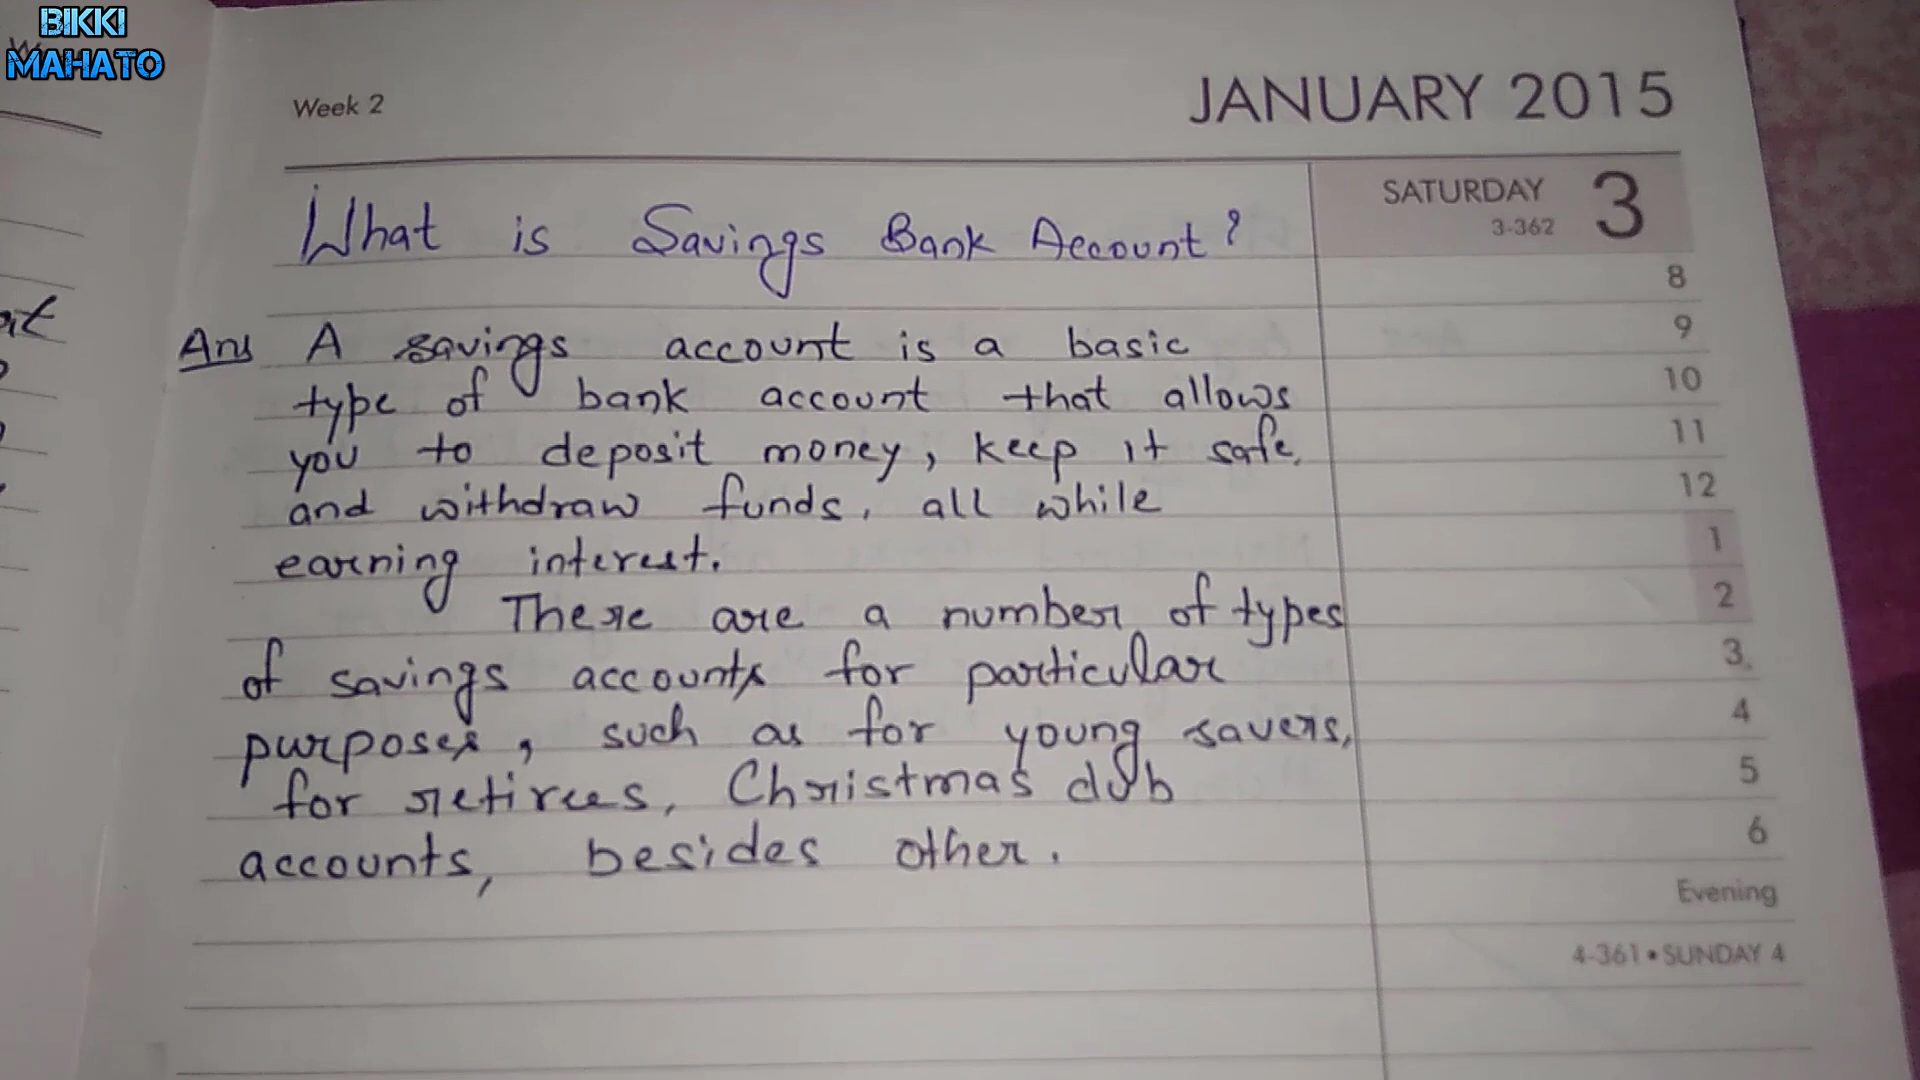 BIKKI
MAHATO
Week 2
JANUARY 2015
SATURDAY 3
3-362
What is Savings Bank Account?
Ans A savings account is a basic
type of bank account that allows
you to deposit money, keep it safe,
and withdraw funds, all while
earning interest.
There are a number of types
of savings accounts for particular
purposes, such as for young savers,
for retirees, Christmas club
accounts, besides other.
8
9
10
11
12
1
2
3
4
5
6
Evening
4-361 • SUNDAY 4